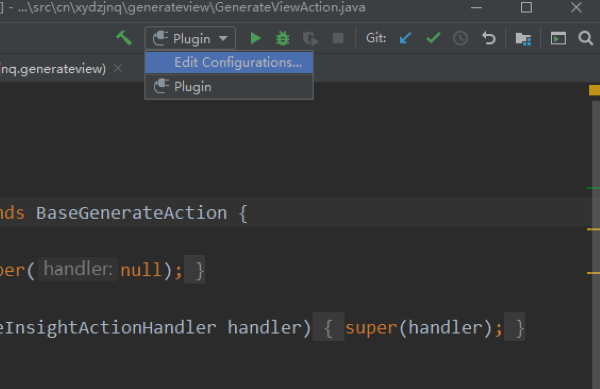 ] - ...\src\cn\xydzjnq\generateview\GenerateViewAction.java
Plugin Git:
jnq.generateview) ×
Edit Configurations...
Plugin
nds BaseGenerateAction {
per( handler: null); }
eInsightActionHandler handler) { super(handler); }